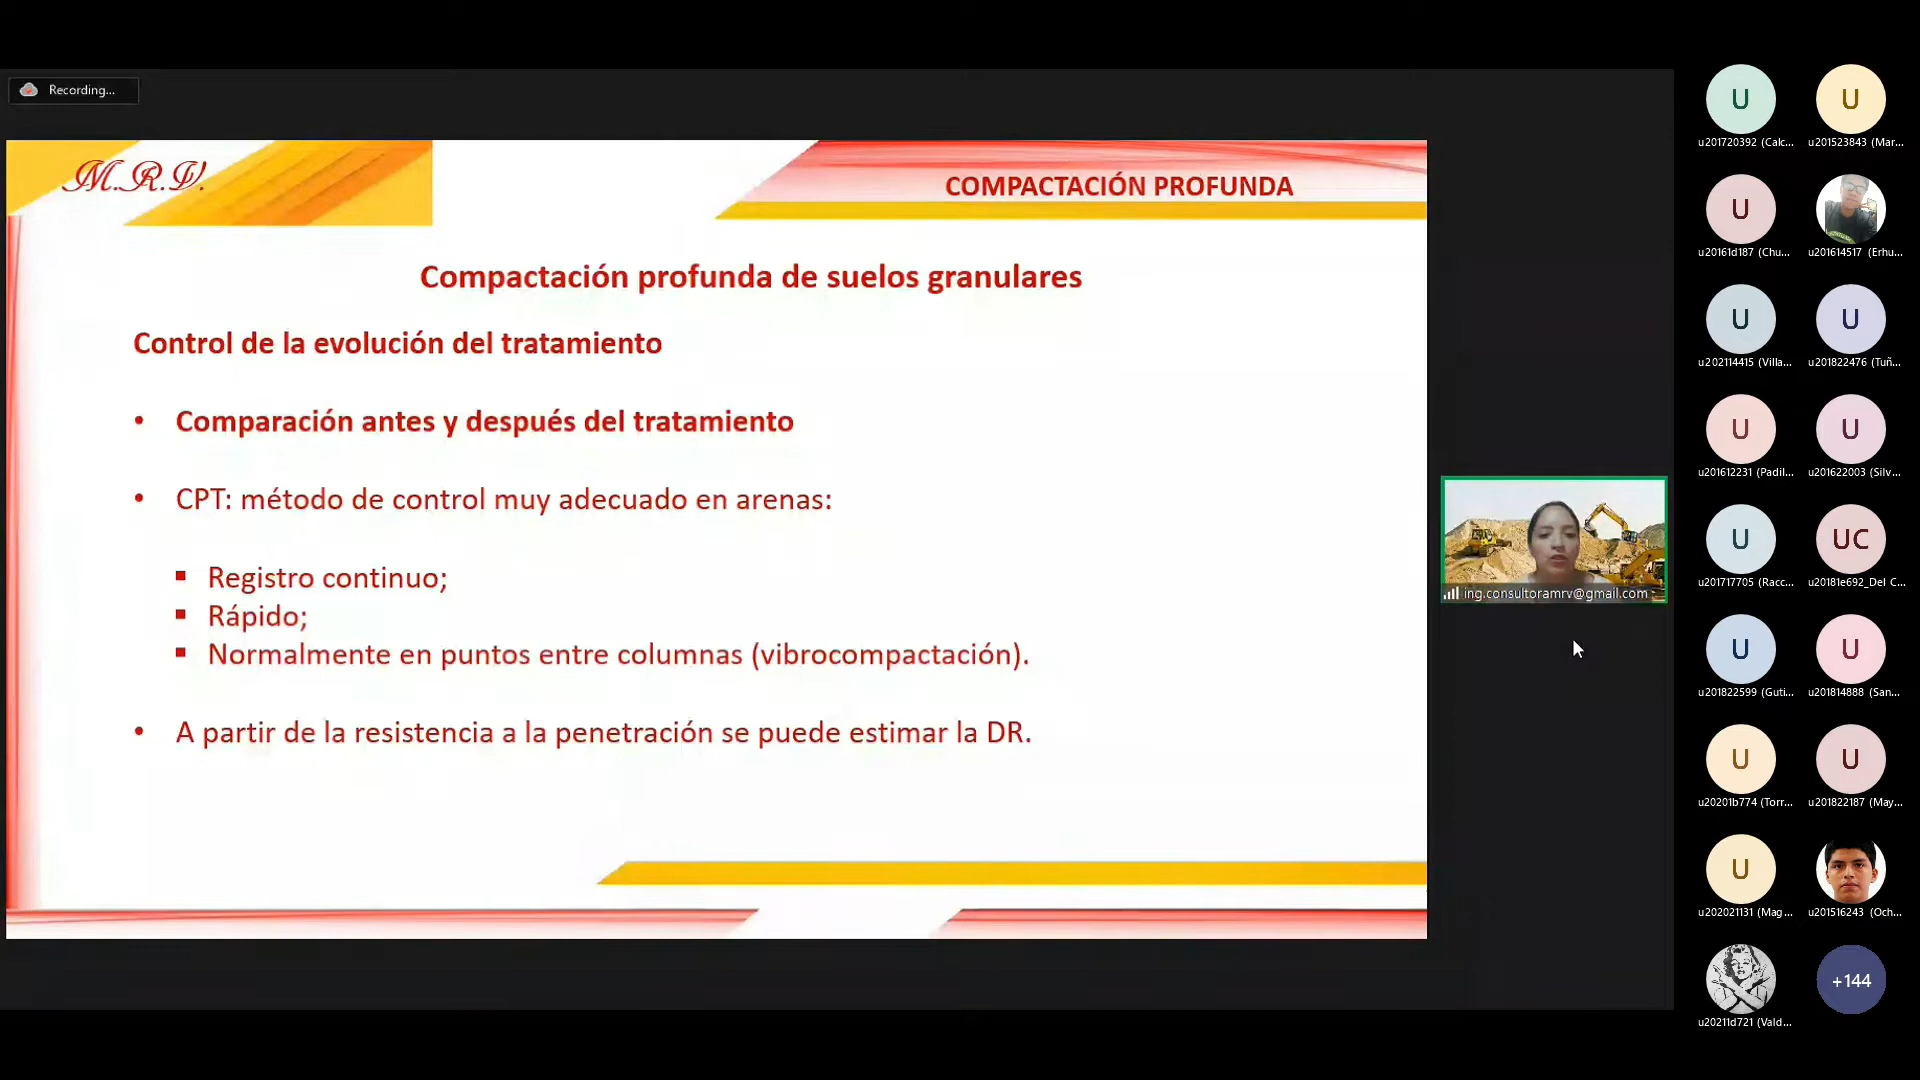 Recording...
M.R.V.
COMPACTACIÓN PROFUNDA
Compactación profunda de suelos granulares
Control de la evolución del tratamiento
• Comparación antes y después del tratamiento
• CPT: método de control muy adecuado en arenas:
▪ Registro continuo;
▪ Rápido;
▪ Normalmente en puntos entre columnas (vibrocompactación).
• A partir de la resistencia a la penetración se puede estimar la DR.
ing.consultoramrv@gmail.com
U
u201720392 (Calc...
U
u201523843 (Mar...
U
u20161d187 (Chu...
u201614517 (Erhu...
U
u202114415 (Villa...
U
u201822476 (Tuñ...
U
u201612231 (Padil...
U
u201622003 (Silv...
U
u201717705 (Racc...
UC
u20181e692_Del C...
U
u201822599 (Guti...
U
u201814888 (San...
U
u20201b774 (Torr...
U
u201822187 (May...
U
u202021131 (Mag...
u201516243 (Och...
u20211d721 (Vald...
+144